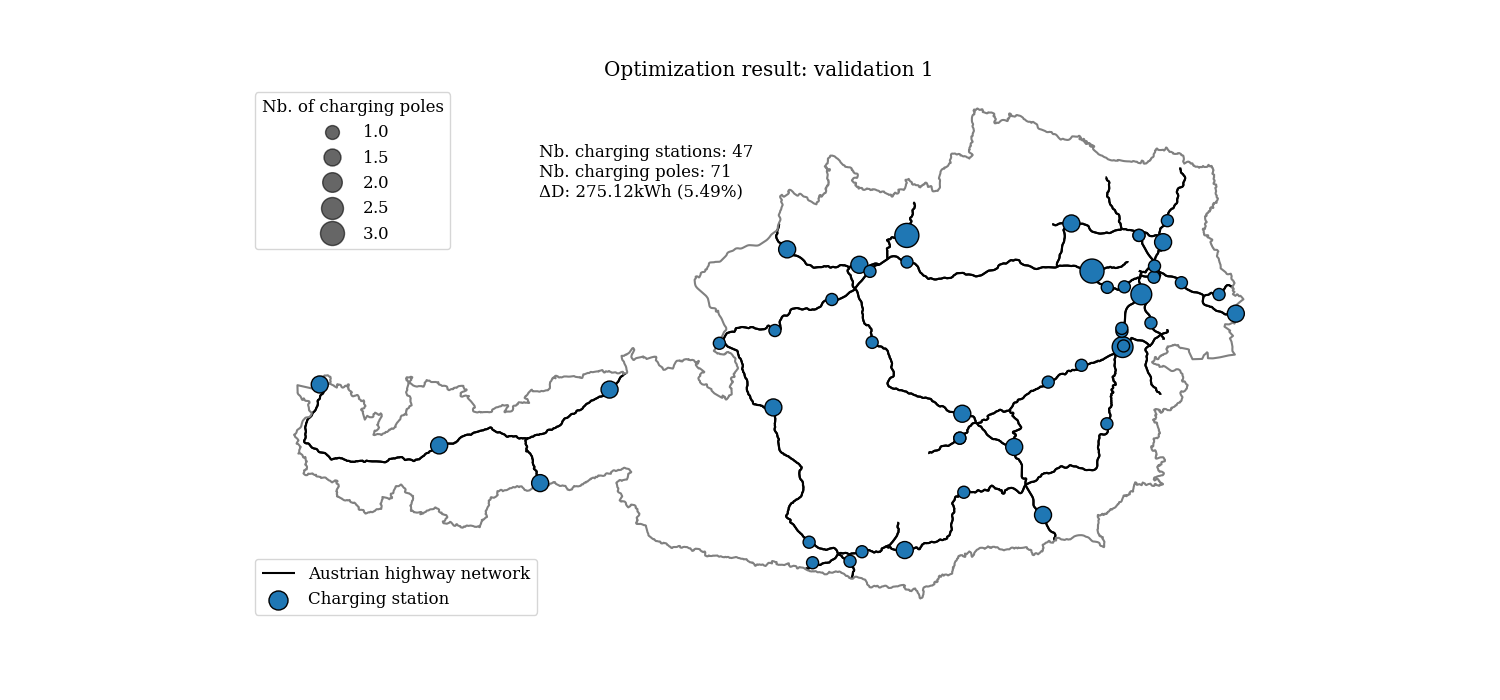 Optimization result: validation 1
Nb. of charging poles
1.0
1.5
2.0
2.5
3.0
Nb. charging stations: 47
Nb. charging poles: 71
ΔD: 275.12kWh (5.49%)
Austrian highway network
Charging station